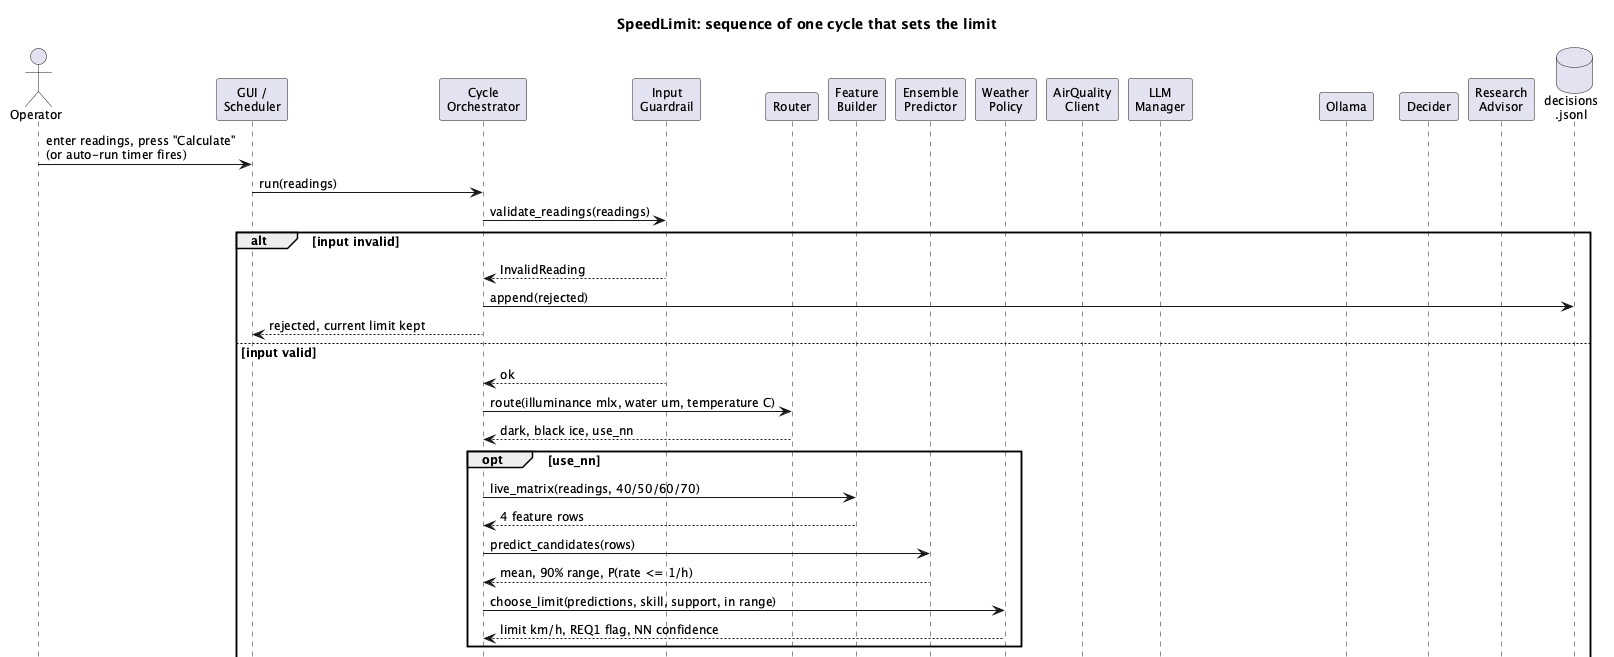 SpeedLimit: sequence of one cycle that sets the limit
Operator
GUI /
Scheduler
Cycle
Orchestrator
Input
Guardrail
Router
Feature
Builder
Ensemble
Predictor
Weather
Policy
AirQuality
Client
LLM
Manager
Ollama
Decider
Research
Advisor
decisions
.jsonl
enter readings, press "Calculate"
(or auto-run timer fires)
run(readings)
validate_readings(readings)
alt [input invalid]
InvalidReading
append(rejected)
rejected, current limit kept
[input valid]
ok
route(illuminance mlx, water um, temperature C)
dark, black ice, use_nn
opt [use_nn]
live_matrix(readings, 40/50/60/70)
4 feature rows
predict_candidates(rows)
mean, 90% range, P(rate <= 1/h)
choose_limit(predictions, skill, support, in range)
limit km/h, REQ1 flag, NN confidence